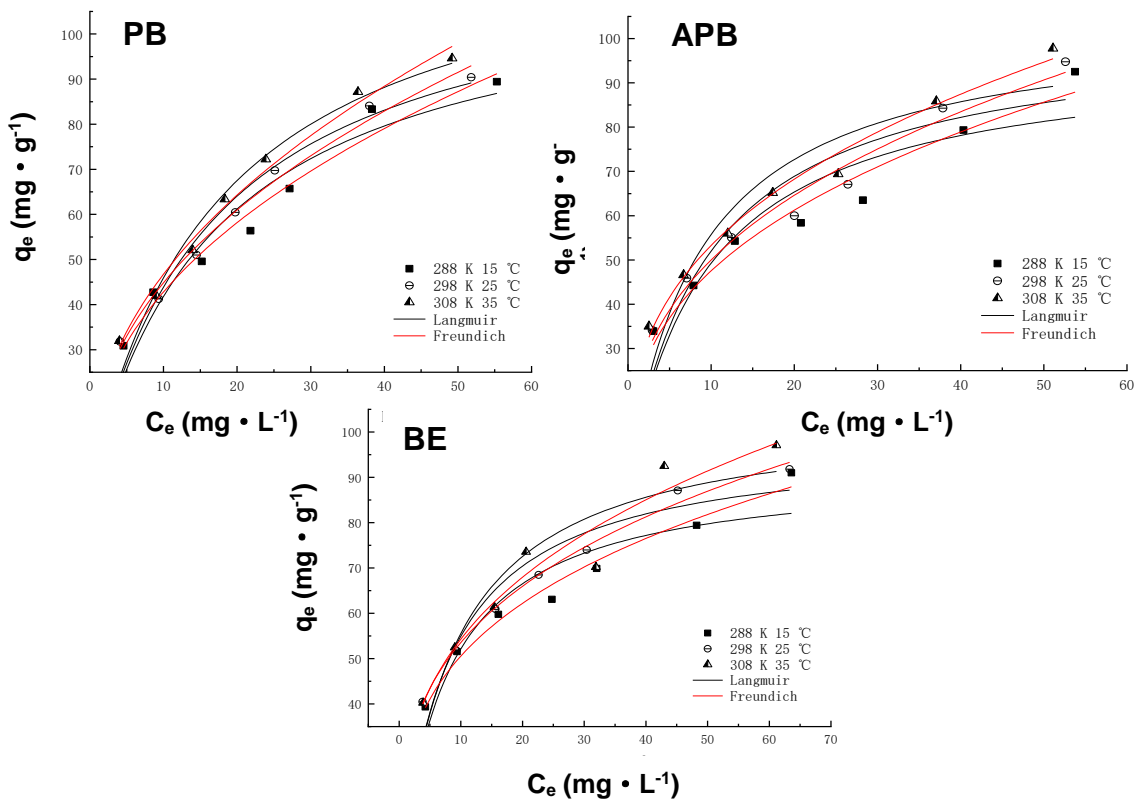 PB
100
90
80
70
60
50
40
30
0
10
20
30
40
50
60
qe (mg • g-1)
Ce (mg • L-1)
288 K 15 ℃
298 K 25 ℃
308 K 35 ℃
Langmuir
Freundich
APB
100
90
80
70
60
50
40
30
0
10
20
30
40
50
60
qe (mg • g-
Ce (mg • L-1)
288 K 15 ℃
298 K 25 ℃
308 K 35 ℃
Langmuir
Freundich
BE
100
90
80
70
60
50
40
0
10
20
30
40
50
60
70
qe (mg • g-1)
Ce (mg • L-1)
288 K 15 ℃
298 K 25 ℃
308 K 35 ℃
Langmuir
Freundich